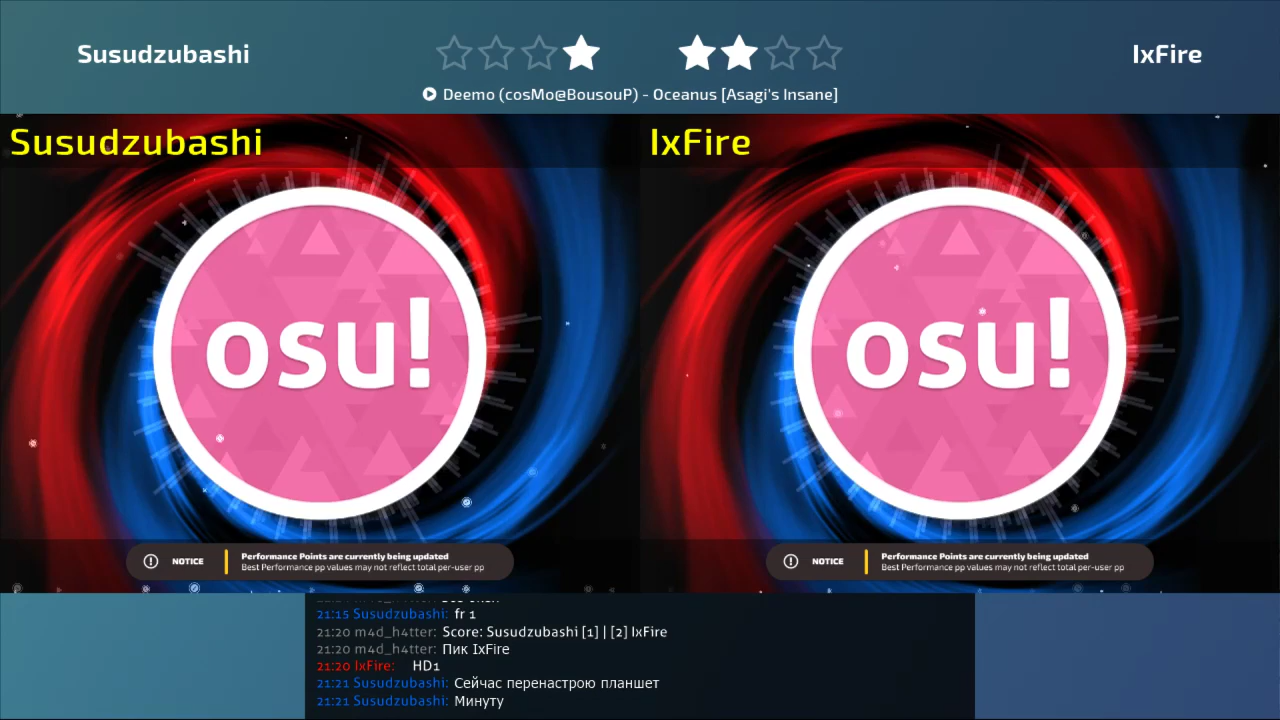 Susudzubashi
IxFire
Deemo (cosMo@BousouP) - Oceanus [Asagi's Insane]
Susudzubashi
IxFire
osu!
osu!
NOTICE
Performance Points are currently being updated
Best Performance pp values may not reflect total per-user pp
NOTICE
Performance Points are currently being updated
Best Performance pp values may not reflect total per-user pp
21:15 Susudzubashi: fr 1
21:20 m4d_h4tter: Score: Susudzubashi [1] | [2] IxFire
21:20 m4d_h4tter: Пик IxFire
21:20 IxFire: HD1
21:21 Susudzubashi: Сейчас перенастрою планшет
21:21 Susudzubashi: Минуту